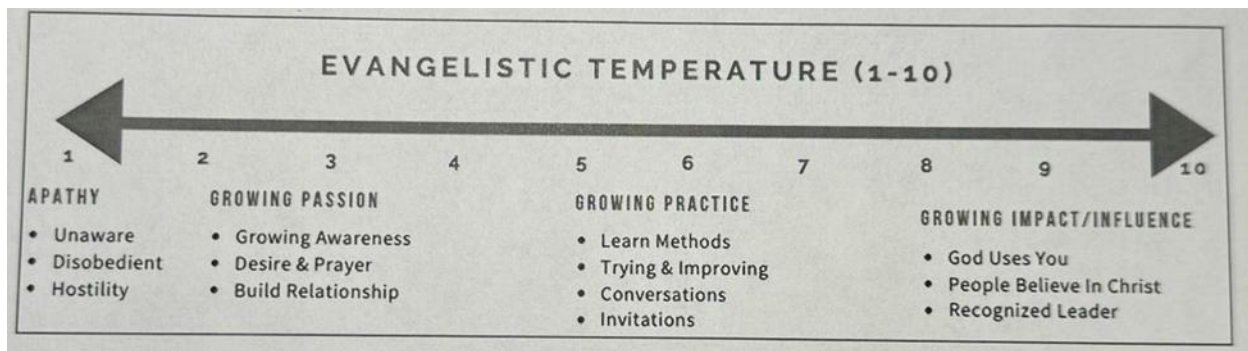 EVANGELISTIC TEMPERATURE (1-10)
1 2 3 4 5 6 7 8 9 10
APATHY
• Unaware
• Disobedient
• Hostility
GROWING PASSION
• Growing Awareness
• Desire & Prayer
• Build Relationship
GROWING PRACTICE
• Learn Methods
• Trying & Improving
• Conversations
• Invitations
GROWING IMPACT/INFLUENCE
• God Uses You
• People Believe In Christ
• Recognized Leader